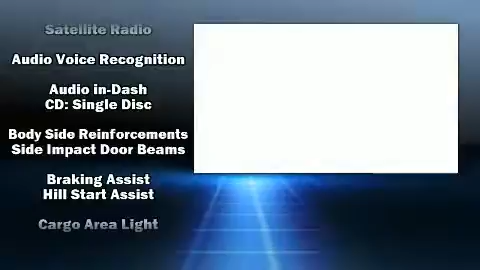 Satellite Radio
Audio Voice Recognition
Audio in-Dash
CD: Single Disc
Body Side Reinforcements
Side Impact Door Beams
Braking Assist
Hill Start Assist
Cargo Area Light